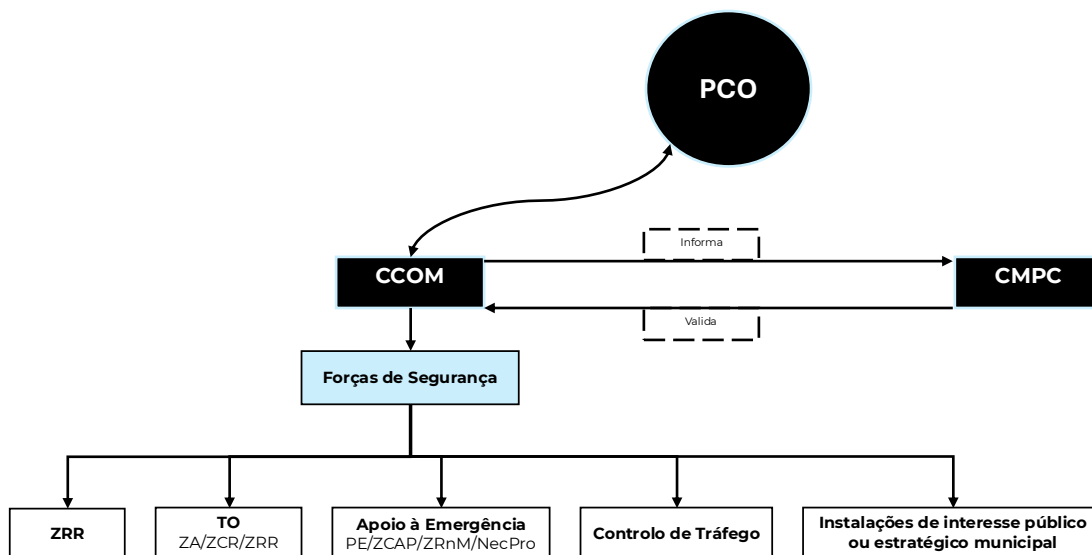 PCO
Informa
CCOM
CMPC
Valida
Forças de Segurança
ZRR
TO
ZA/ZCR/ZRR
Apoio à Emergência
PE/ZCAP/ZRnM/NecPro
Controlo de Tráfego
Instalações de interesse público
ou estratégico municipal